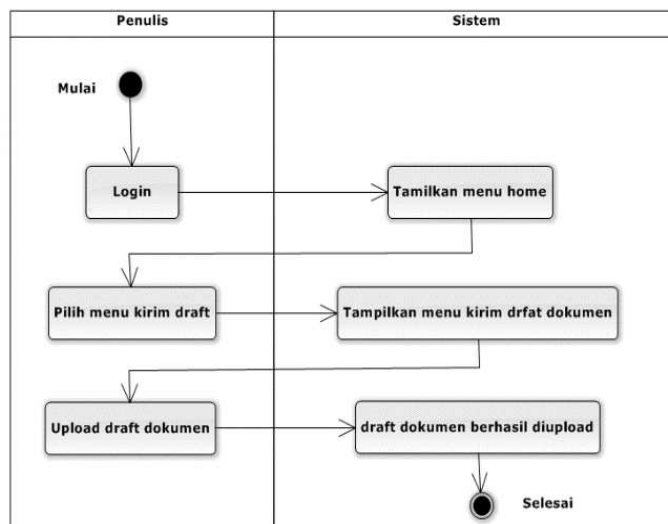 Penulis
Sistem
Mulai
Login
Tamilkan menu home
Pilih menu kirim draft
Tampilkan menu kirim drfat dokumen
Upload draft dokumen
draft dokumen berhasil diupload
Selesai